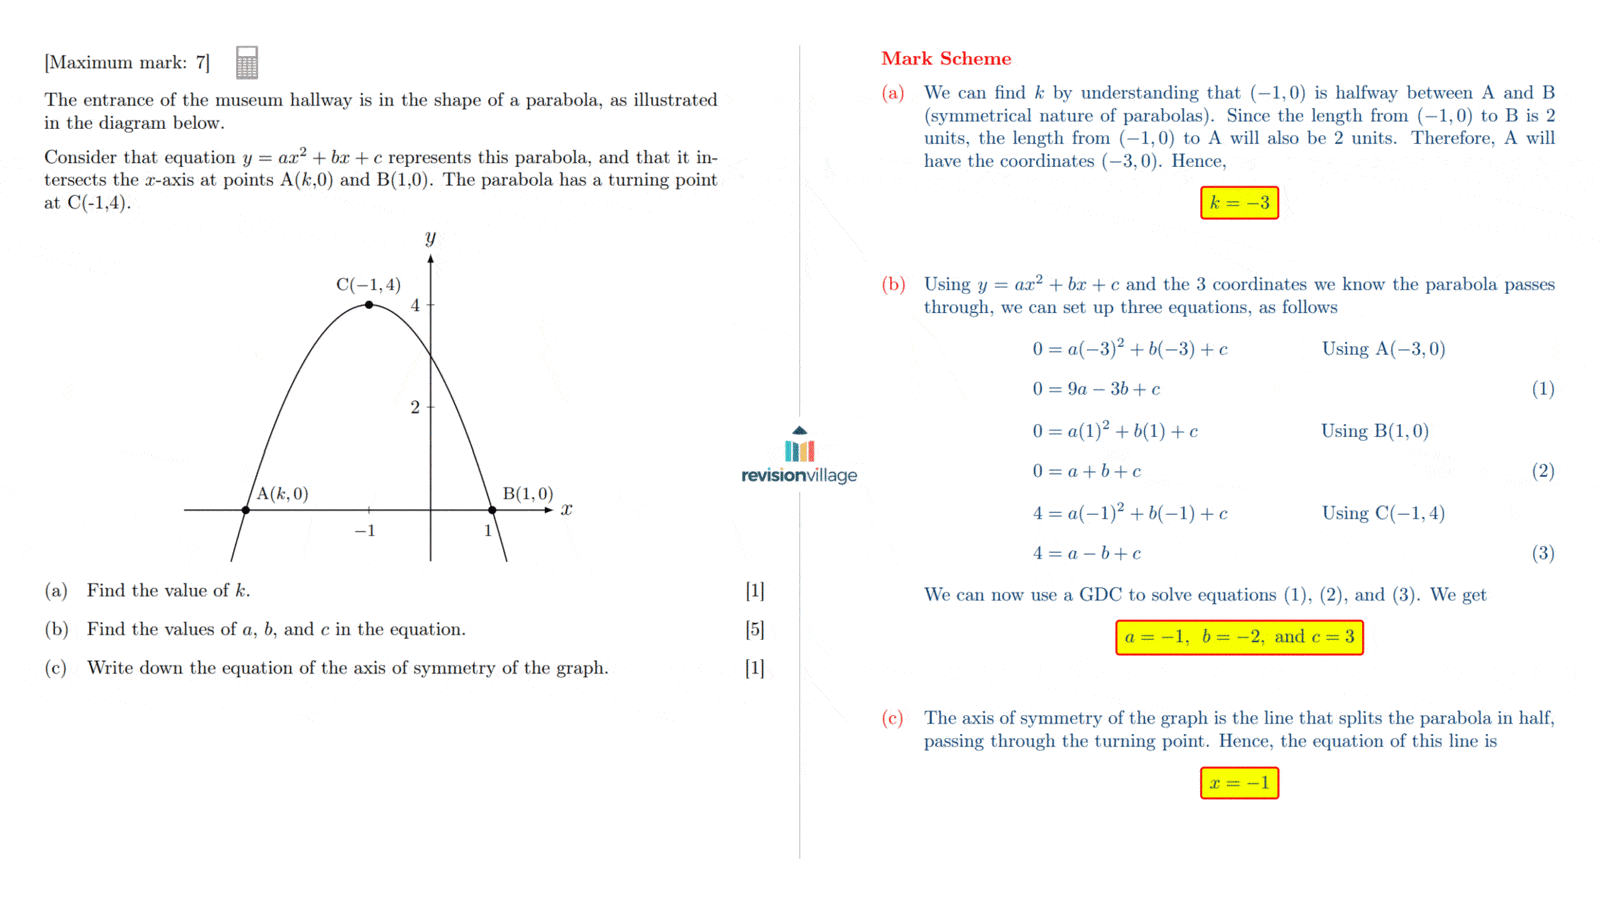 [Maximum mark: 7]
The entrance of the museum hallway is in the shape of a parabola, as illustrated
in the diagram below.
Consider that equation y = ax² + bx + c represents this parabola, and that it in-
tersects the x-axis at points A(k,0) and B(1,0). The parabola has a turning point
at C(-1,4).
y
C(−1, 4)
4
2
A(k, 0)
B(1, 0)
x
−1
1
(a) Find the value of k. [1]
(b) Find the values of a, b, and c in the equation. [5]
(c) Write down the equation of the axis of symmetry of the graph. [1]
revisionvillage
Mark Scheme
(a) We can find k by understanding that (−1, 0) is halfway between A and B
(symmetrical nature of parabolas). Since the length from (−1, 0) to B is 2
units, the length from (−1, 0) to A will also be 2 units. Therefore, A will
have the coordinates (−3, 0). Hence,
k = −3
(b) Using y = ax² + bx + c and the 3 coordinates we know the parabola passes
through, we can set up three equations, as follows
0 = a(−3)² + b(−3) + c Using A(−3, 0)
0 = 9a − 3b + c (1)
0 = a(1)² + b(1) + c Using B(1, 0)
0 = a + b + c (2)
4 = a(−1)² + b(−1) + c Using C(−1, 4)
4 = a − b + c (3)
We can now use a GDC to solve equations (1), (2), and (3). We get
a = −1, b = −2, and c = 3
(c) The axis of symmetry of the graph is the line that splits the parabola in half,
passing through the turning point. Hence, the equation of this line is
x = −1